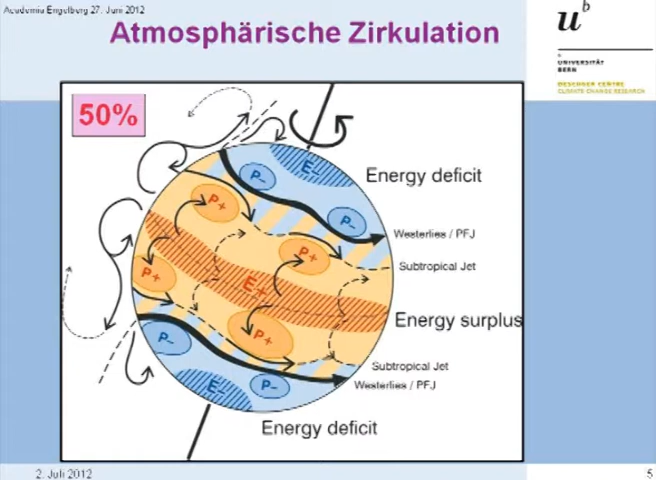 Academia Engelberg 27. Juni 2012
Atmosphärische Zirkulation
u b
b
UNIVERSITÄT
BERN
OESCHGER CENTRE
CLIMATE CHANGE RESEARCH
50%
E-
P-
Energy deficit
P+
P-
Westerlies / PFJ
P+
Subtropical Jet
P+
E+
Energy surplus
P+
P-
Subtropical Jet
E-
P-
Westerlies / PFJ
Energy deficit
2. Juli 2012
5